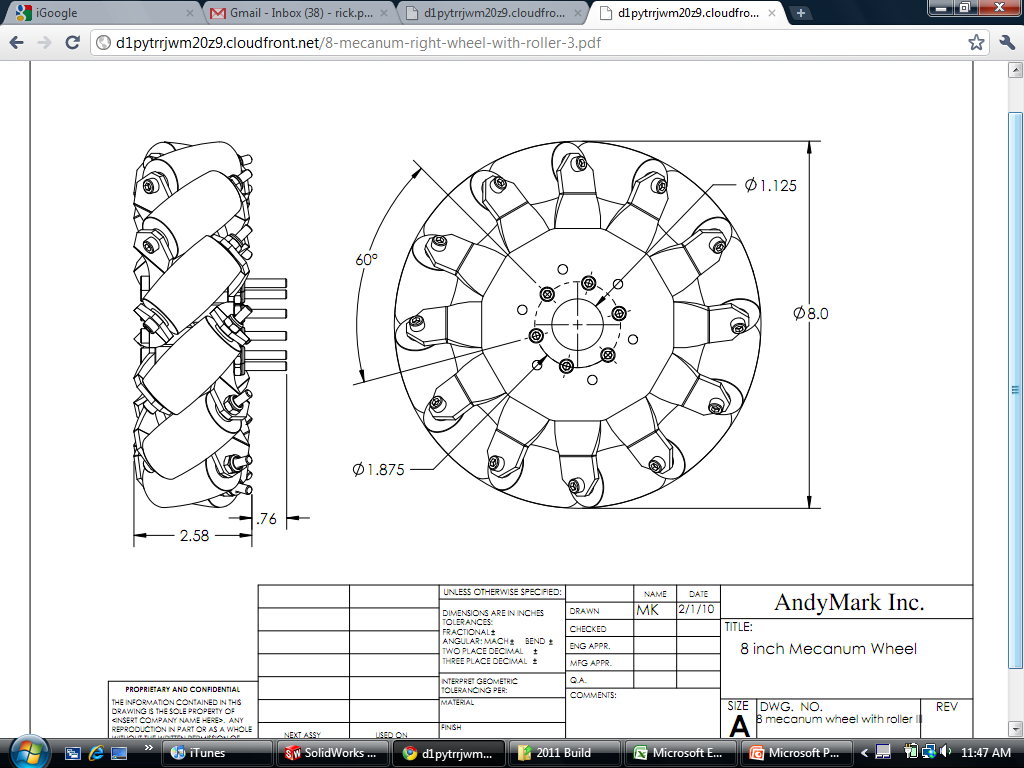 iGoogle
Gmail - Inbox (38) - rick.p...
d1pytrrjwm20z9.cloudfro...
d1pytrrjwm20z9.cloudfro...
d1pytrrjwm20z9.cloudfront.net/8-mecanum-right-wheel-with-roller-3.pdf
Ø1.125
60°
Ø8.0
Ø1.875
.76
2.58
UNLESS OTHERWISE SPECIFIED:
DIMENSIONS ARE IN INCHES
TOLERANCES:
FRACTIONAL±
ANGULAR: MACH± BEND ±
TWO PLACE DECIMAL ±
THREE PLACE DECIMAL ±
INTERPRET GEOMETRIC
TOLERANCING PER:
MATERIAL
FINISH
NAME DATE
DRAWN MK 2/1/10
CHECKED
ENG APPR.
MFG APPR.
Q.A.
COMMENTS:
AndyMark Inc.
TITLE:
8 inch Mecanum Wheel
SIZE DWG. NO. REV
A 8 mecanum wheel with roller
PROPRIETARY AND CONFIDENTIAL
THE INFORMATION CONTAINED IN THIS
DRAWING IS THE SOLE PROPERTY OF
<INSERT COMPANY NAME HERE>. ANY
REPRODUCTION IN PART OR AS A WHOLE
WITHOUT THE WRITTEN PERMISSION OF
NEXT ASSY USED ON
iTunes
SolidWorks ...
d1pytrrjwm...
2011 Build
Microsoft E...
Microsoft P...
11:47 AM